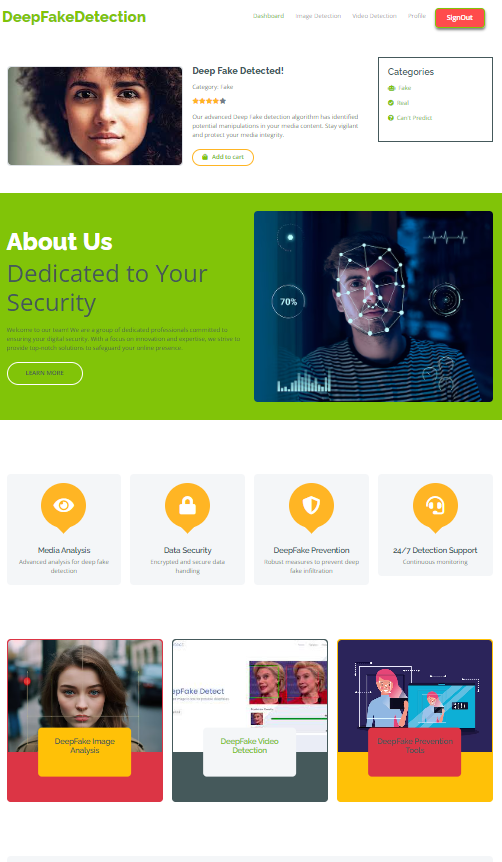 DeepFakeDetection
Dashboard Image Detection Video Detection Profile SignOut
Deep Fake Detected!
Category: Fake
Our advanced Deep Fake detection algorithm has identified
potential manipulations in your media content. Stay vigilant
and protect your media integrity.
Add to cart
Categories
Fake
Real
Can't Predict
About Us
Dedicated to Your
Security
Welcome to our team! We are a group of dedicated professionals committed to
ensuring your digital security. With a focus on innovation and expertise, we strive to
provide top-notch solutions to safeguard your online presence.
LEARN MORE
70%
Media Analysis
Advanced analysis for deep fake
detection
Data Security
Encrypted and secure data
handling
DeepFake Prevention
Robust measures to prevent deep
fake infiltration
24/7 Detection Support
Continuous monitoring
DeepFake Image
Analysis
epFake Detect
DeepFake Video
Detection
DeepFake Prevention
Tools